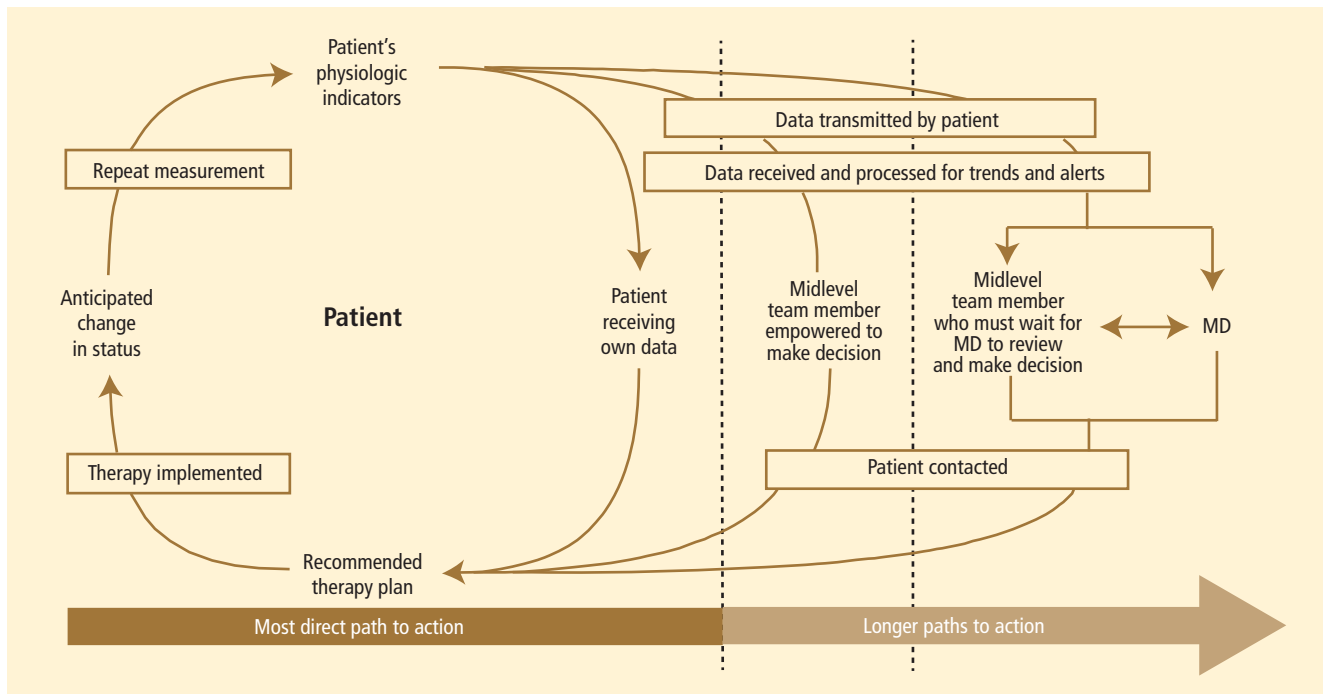 Patient's
physiologic
indicators
Data transmitted by patient
Repeat measurement
Data received and processed for trends and alerts
Anticipated
change
in status
Patient
Patient
receiving
own data
Midlevel
team member
empowered to
make decision
Midlevel
team member
who must wait for
MD to review
and make decision
MD
Therapy implemented
Patient contacted
Recommended
therapy plan
Most direct path to action
Longer paths to action